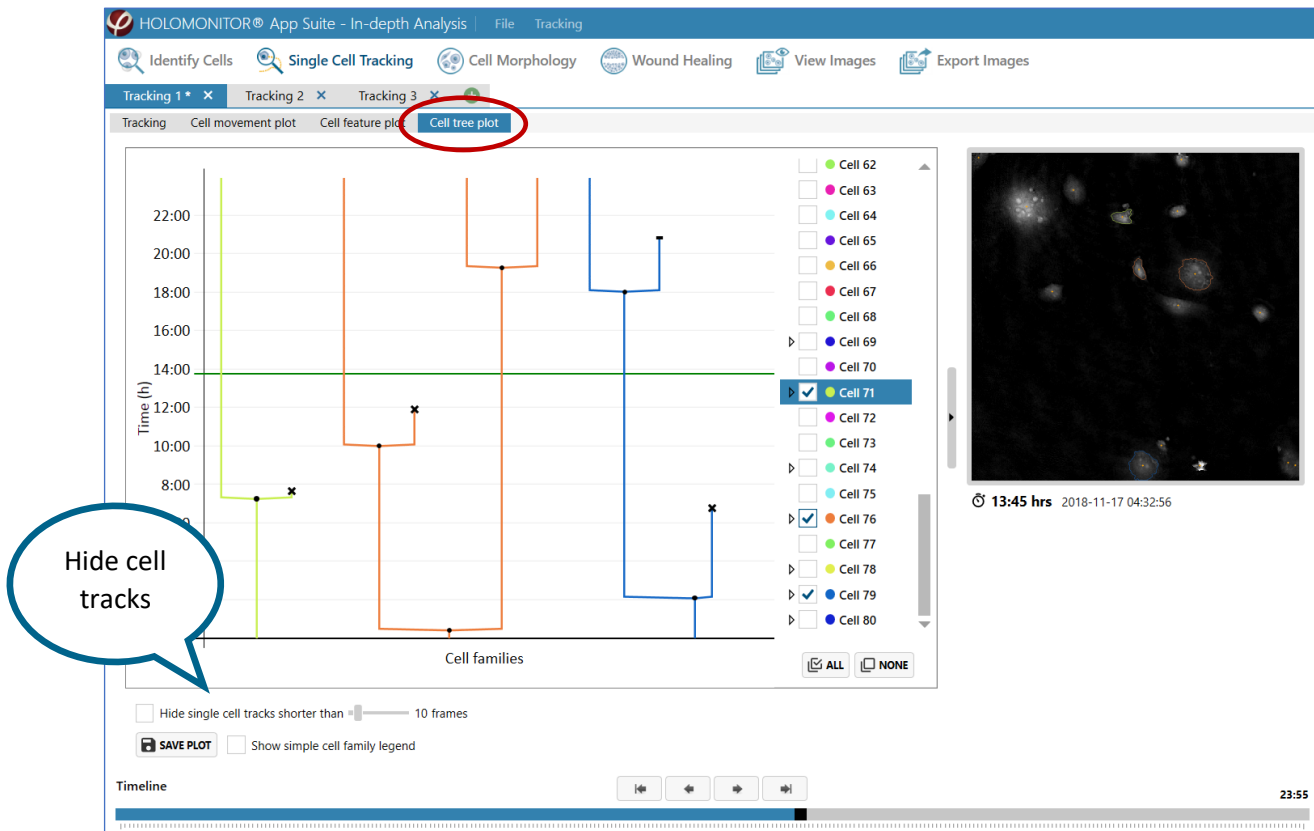 HOLOMONITOR® App Suite - In-depth Analysis File Tracking
Identify Cells Single Cell Tracking Cell Morphology Wound Healing View Images Export Images
Tracking 1 * × Tracking 2 × Tracking 3 ×
Tracking Cell movement plot Cell feature plot Cell tree plot
22:00
20:00
18:00
16:00
14:00
12:00
10:00
8:00
Time (h)
Cell families
Cell 62
Cell 63
Cell 64
Cell 65
Cell 66
Cell 67
Cell 68
Cell 69
Cell 70
Cell 71
Cell 72
Cell 73
Cell 74
Cell 75
Cell 76
Cell 77
Cell 78
Cell 79
Cell 80
ALL NONE
13:45 hrs 2018-11-17 04:32:56
Hide cell
tracks
Hide single cell tracks shorter than 10 frames
SAVE PLOT Show simple cell family legend
Timeline
23:55